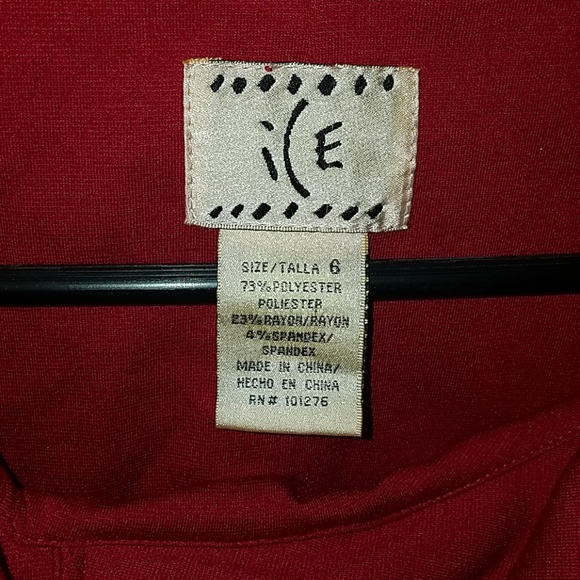 iCE
SIZE/TALLA 6
73% POLYESTER
POLIESTER
23% RAYON/RAYON
4% SPANDEX/
SPANDEX
MADE IN CHINA/
HECHO EN CHINA
RN# 101276